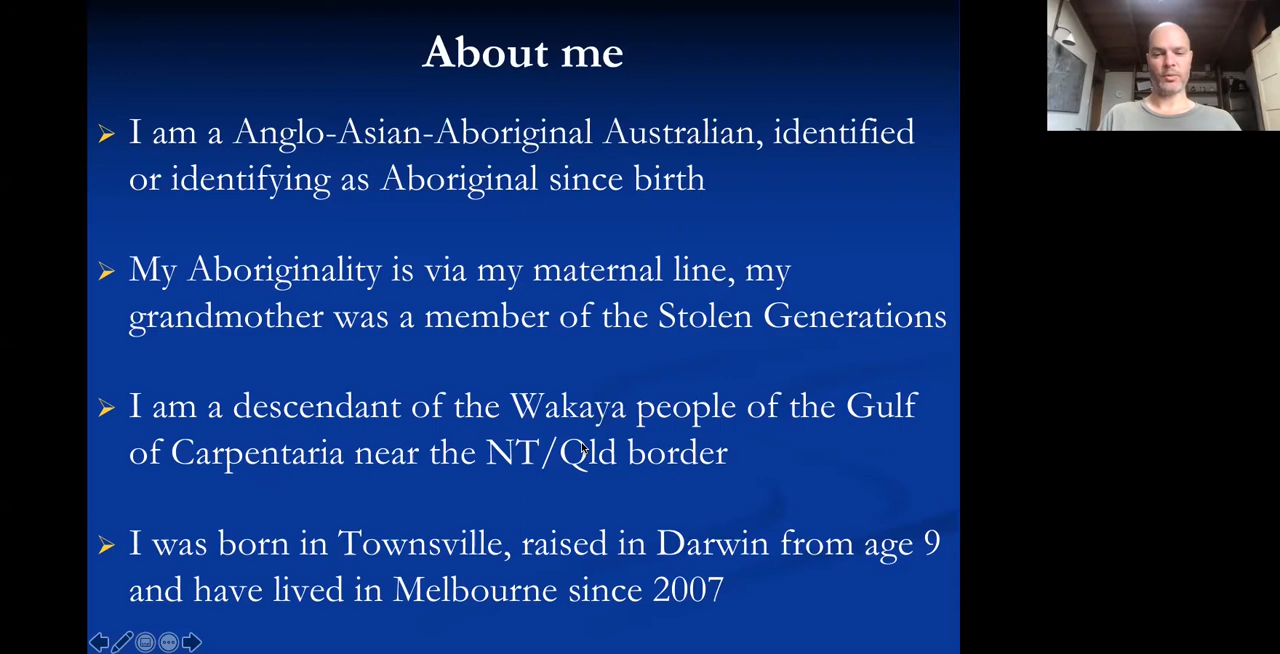 About me
I am a Anglo-Asian-Aboriginal Australian, identified
or identifying as Aboriginal since birth
My Aboriginality is via my maternal line, my
grandmother was a member of the Stolen Generations
I am a descendant of the Wakaya people of the Gulf
of Carpentaria near the NT/Qld border
I was born in Townsville, raised in Darwin from age 9
and have lived in Melbourne since 2007